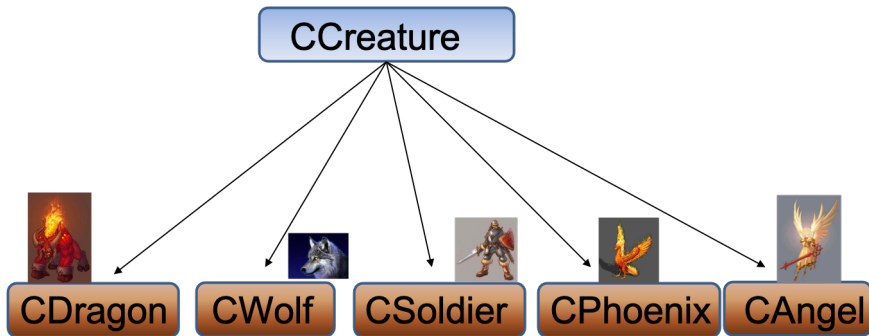 CCreature
CDragon
CWolf
CSoldier
CPhoenix
CAngel